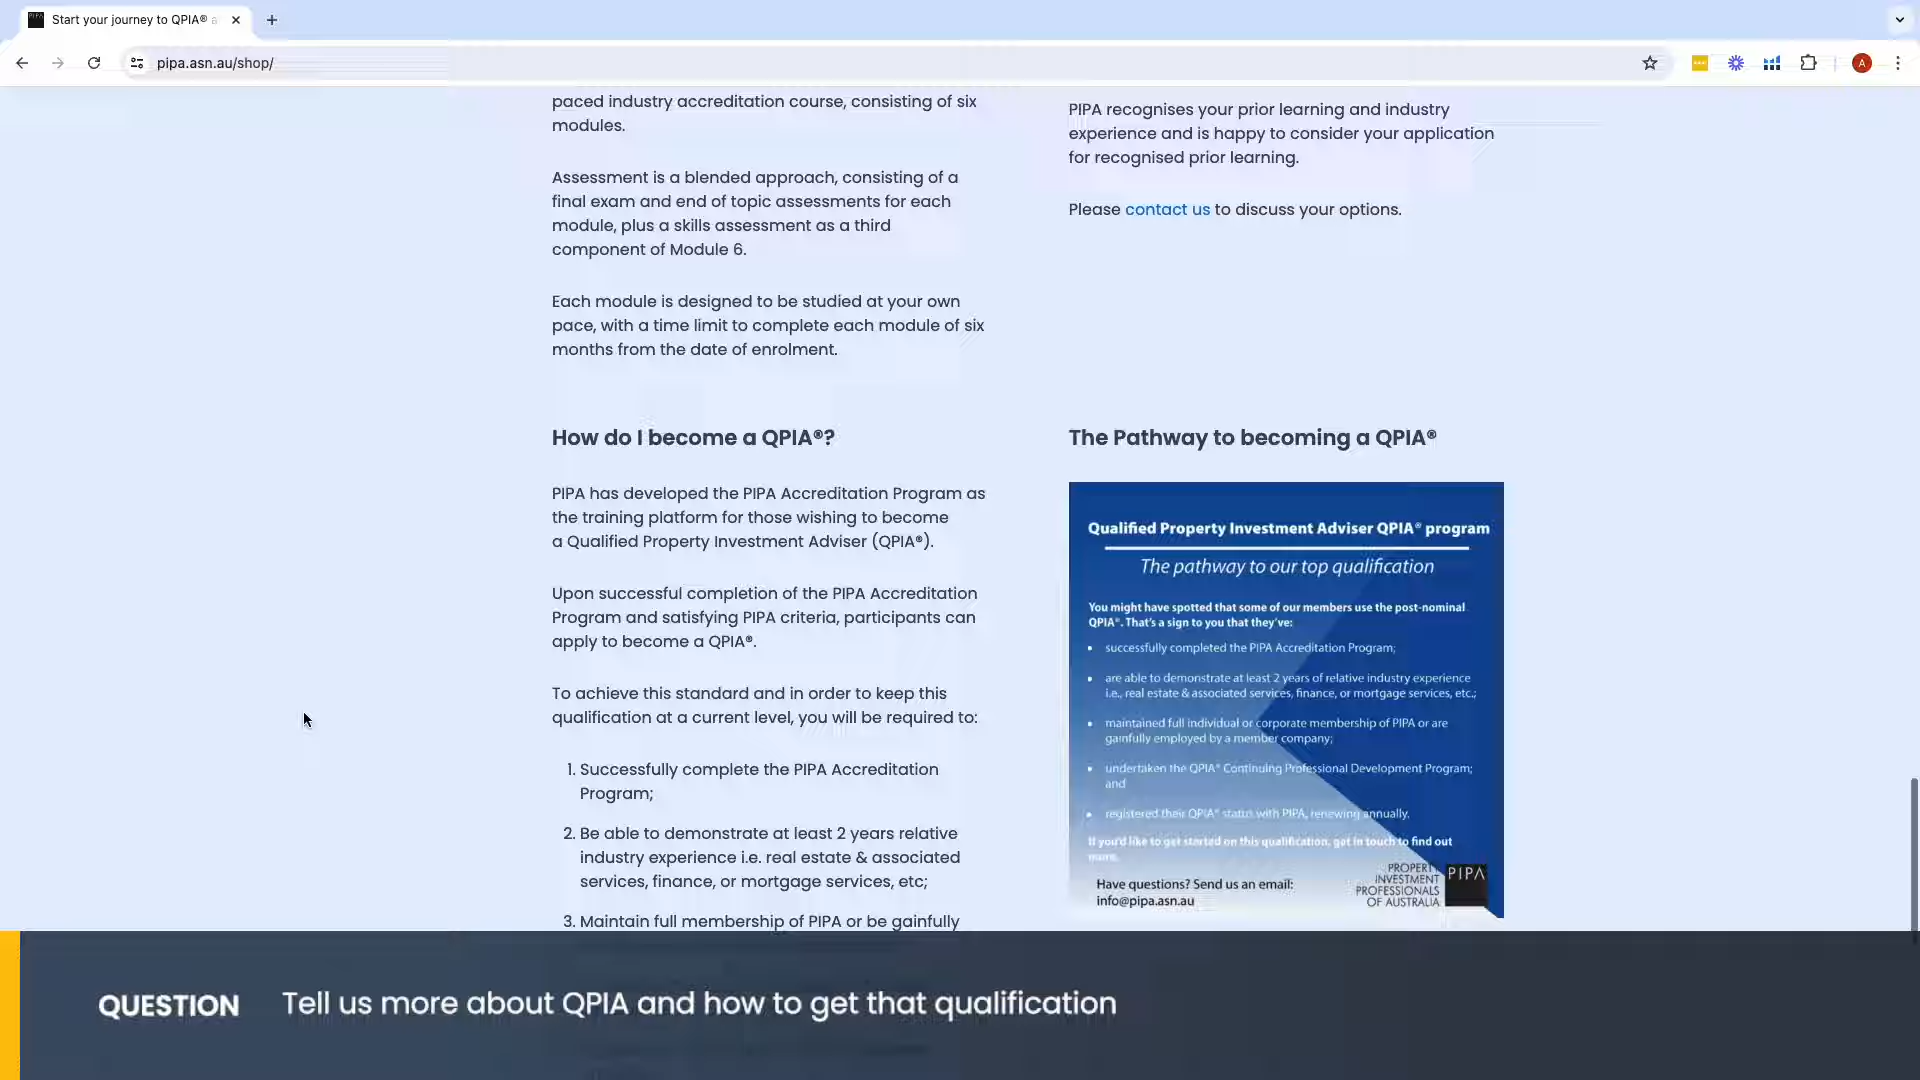 Start your journey to QPIA® a
pipa.asn.au/shop/
A
paced industry accreditation course, consisting of six
modules.
Assessment is a blended approach, consisting of a
final exam and end of topic assessments for each
module, plus a skills assessment as a third
component of Module 6.
Each module is designed to be studied at your own
pace, with a time limit to complete each module of six
months from the date of enrolment.
PIPA recognises your prior learning and industry
experience and is happy to consider your application
for recognised prior learning.
Please contact us to discuss your options.
How do I become a QPIA®?
PIPA has developed the PIPA Accreditation Program as
the training platform for those wishing to become
a Qualified Property Investment Adviser (QPIA®).
Upon successful completion of the PIPA Accreditation
Program and satisfying PIPA criteria, participants can
apply to become a QPIA®.
To achieve this standard and in order to keep this
qualification at a current level, you will be required to:
1. Successfully complete the PIPA Accreditation
Program;
2. Be able to demonstrate at least 2 years relative
industry experience i.e. real estate & associated
services, finance, or mortgage services, etc;
3. Maintain full membership of PIPA or be gainfully
The Pathway to becoming a QPIA®
Qualified Property Investment Adviser QPIA® program
The pathway to our top qualification
You might have spotted that some of our members use the post-nominal
QPIA®. That's a sign to you that they've:
• successfully completed the PIPA Accreditation Program;
• are able to demonstrate at least 2 years of relative industry experience
i.e., real estate & associated services, finance, or mortgage services, etc.;
• maintained full individual or corporate membership of PIPA or are
gainfully employed by a member company;
• undertaken the QPIA® Continuing Professional Development Program;
and
• registered their QPIA® status with PIPA, renewing annually.
If you'd like to get started on this qualification, get in touch to find out
more.
Have questions? Send us an email:
info@pipa.asn.au
PROPERTY
INVESTMENT
PROFESSIONALS
OF AUSTRALIA
PIPA
QUESTION Tell us more about QPIA and how to get that qualification